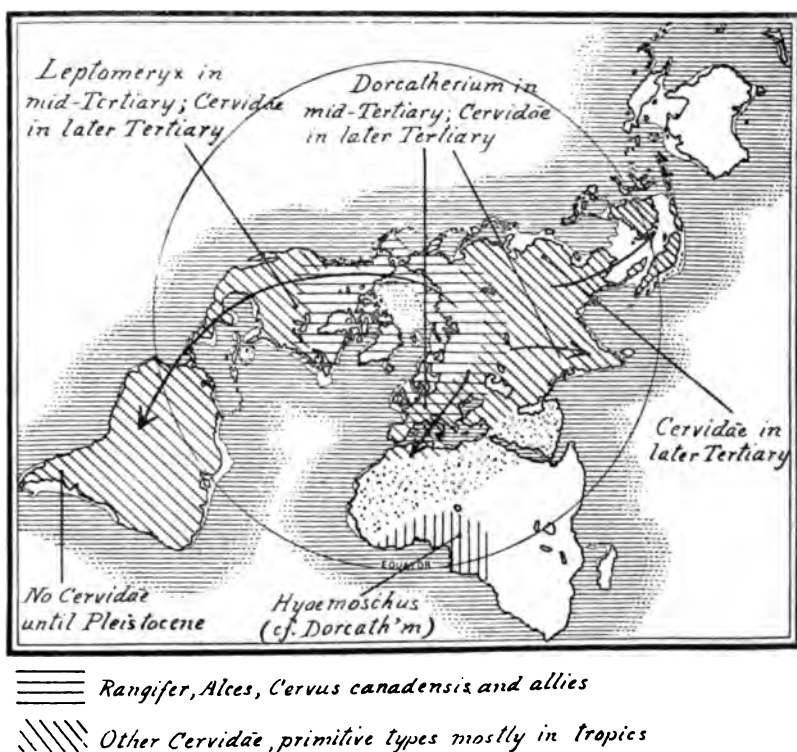 Leptomeryx in
mid-Tertiary; Cervidae
in later Tertiary
Dorcatherium in
mid-Tertiary; Cervidae
in later Tertiary
Cervidae in
later Tertiary
EQUATOR
No Cervidae
until Pleistocene
Hyaemoschus
(cf. Dorcath'm)
Rangifer, Alces, Cervus canadensis and allies
Other Cervidae, primitive types mostly in tropics